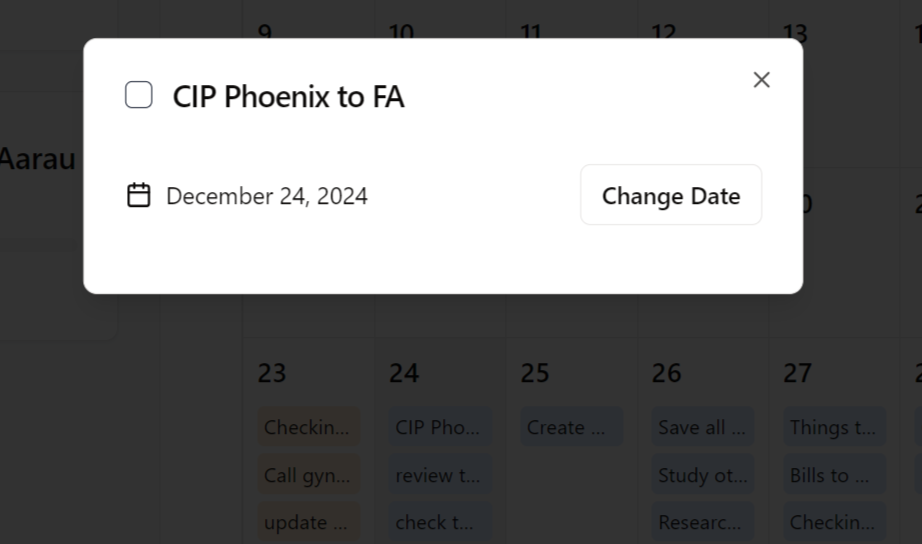 9 10 11 12 13
CIP Phoenix to FA
Aarau
December 24, 2024
Change Date
23 24 25 26 27
Checkin... CIP Pho... Create ... Save all ... Things t...
Call gyn... review t... Study ot... Bills to ...
update ... check t... Researc... Checkin...